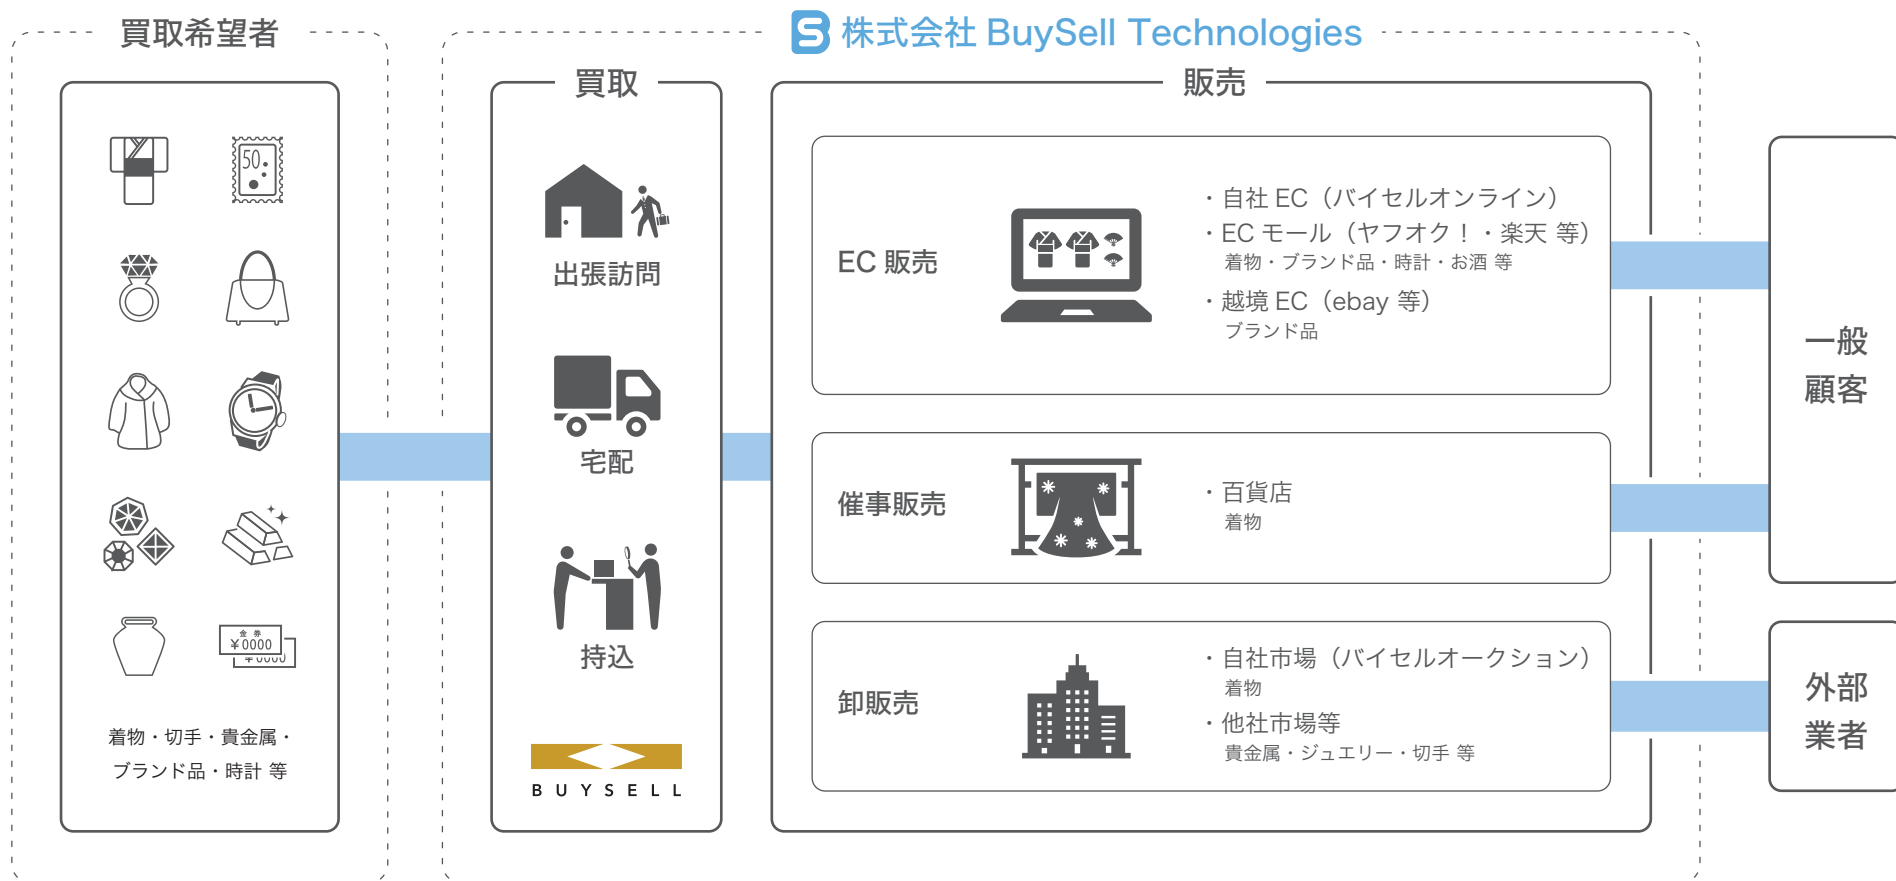 買取希望者
50
金券
¥0000
¥0000
着物・切手・貴金属・
ブランド品・時計 等
S 株式会社 BuySell Technologies
買取
出張訪問
宅配
持込
BUYSELL
販売
EC 販売
・自社 EC（バイセルオンライン）
・EC モール（ヤフオク！・楽天 等）
着物・ブランド品・時計・お酒 等
・越境 EC（ebay 等）
ブランド品
催事販売
・百貨店
着物
卸販売
・自社市場（バイセルオークション）
着物
・他社市場等
貴金属・ジュエリー・切手 等
一般
顧客
外部
業者